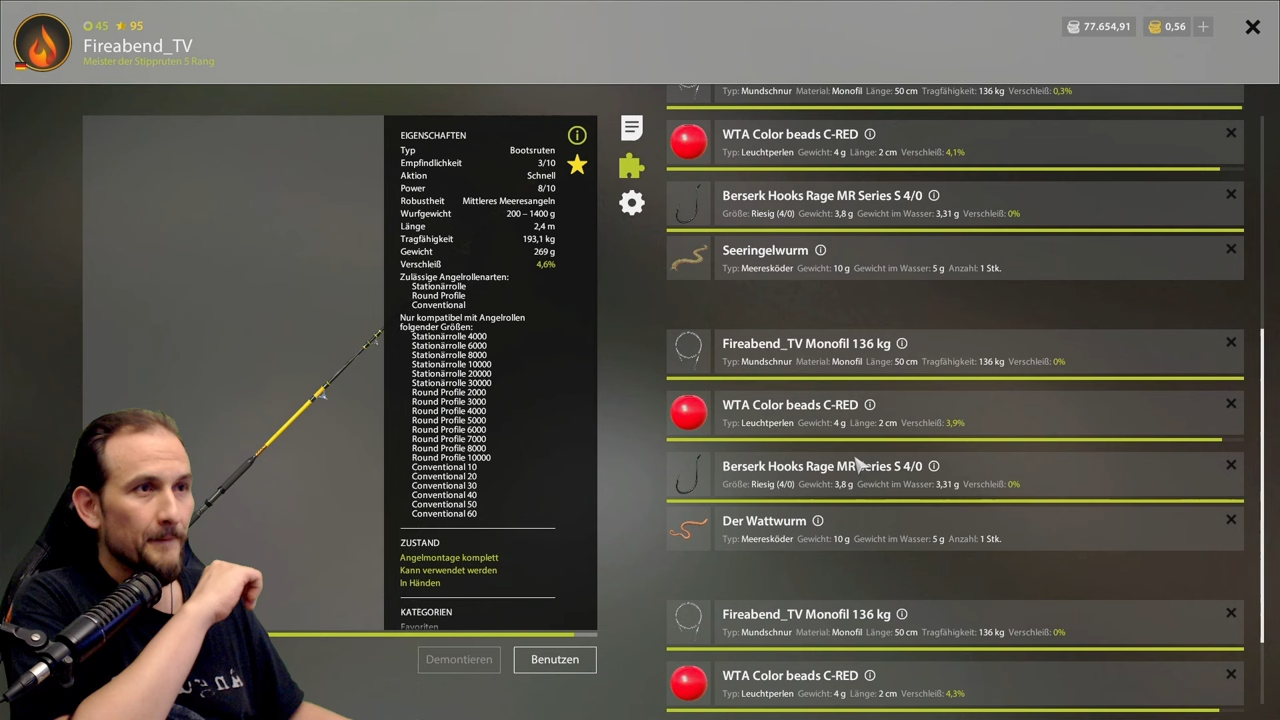 45 95
Fireabend_TV
Meister der Stippruten 5 Rang
77.654,91 0,56 +
EIGENSCHAFTEN
Typ Bootsruten
Empfindlichkeit 3/10
Aktion Schnell
Power 8/10
Robustheit Mittleres Meeresangeln
Wurfgewicht 200 – 1400 g
Länge 2,4 m
Tragfähigkeit 193,1 kg
Gewicht 269 g
Verschleiß 4,6%
Zulässige Angelrollenarten:
Stationärrolle
Round Profile
Conventional
Nur kompatibel mit Angelrollen
folgender Größen:
Stationärrolle 4000
Stationärrolle 6000
Stationärrolle 8000
Stationärrolle 10000
Stationärrolle 20000
Stationärrolle 30000
Round Profile 2000
Round Profile 3000
Round Profile 4000
Round Profile 5000
Round Profile 6000
Round Profile 7000
Round Profile 8000
Round Profile 10000
Conventional 10
Conventional 20
Conventional 30
Conventional 40
Conventional 50
Conventional 60
ZUSTAND
Angelmontage komplett
Kann verwendet werden
In Händen
KATEGORIEN
Favoriten
Demontieren
Benutzen
Typ: Mundschnur Material: Monofil Länge: 50 cm Tragfähigkeit: 136 kg Verschleiß: 0,3%
WTA Color beads C-RED
Typ: Leuchtperlen Gewicht: 4 g Länge: 2 cm Verschleiß: 4,1%
Berserk Hooks Rage MR Series S 4/0
Größe: Riesig (4/0) Gewicht: 3,8 g Gewicht im Wasser: 3,31 g Verschleiß: 0%
Seeringelwurm
Typ: Meeresköder Gewicht: 10 g Gewicht im Wasser: 5 g Anzahl: 1 Stk.
Fireabend_TV Monofil 136 kg
Typ: Mundschnur Material: Monofil Länge: 50 cm Tragfähigkeit: 136 kg Verschleiß: 0%
WTA Color beads C-RED
Typ: Leuchtperlen Gewicht: 4 g Länge: 2 cm Verschleiß: 3,9%
Berserk Hooks Rage MR Series S 4/0
Größe: Riesig (4/0) Gewicht: 3,8 g Gewicht im Wasser: 3,31 g Verschleiß: 0%
Der Wattwurm
Typ: Meeresköder Gewicht: 10 g Gewicht im Wasser: 5 g Anzahl: 1 Stk.
Fireabend_TV Monofil 136 kg
Typ: Mundschnur Material: Monofil Länge: 50 cm Tragfähigkeit: 136 kg Verschleiß: 0%
WTA Color beads C-RED
Typ: Leuchtperlen Gewicht: 4 g Länge: 2 cm Verschleiß: 4,3%